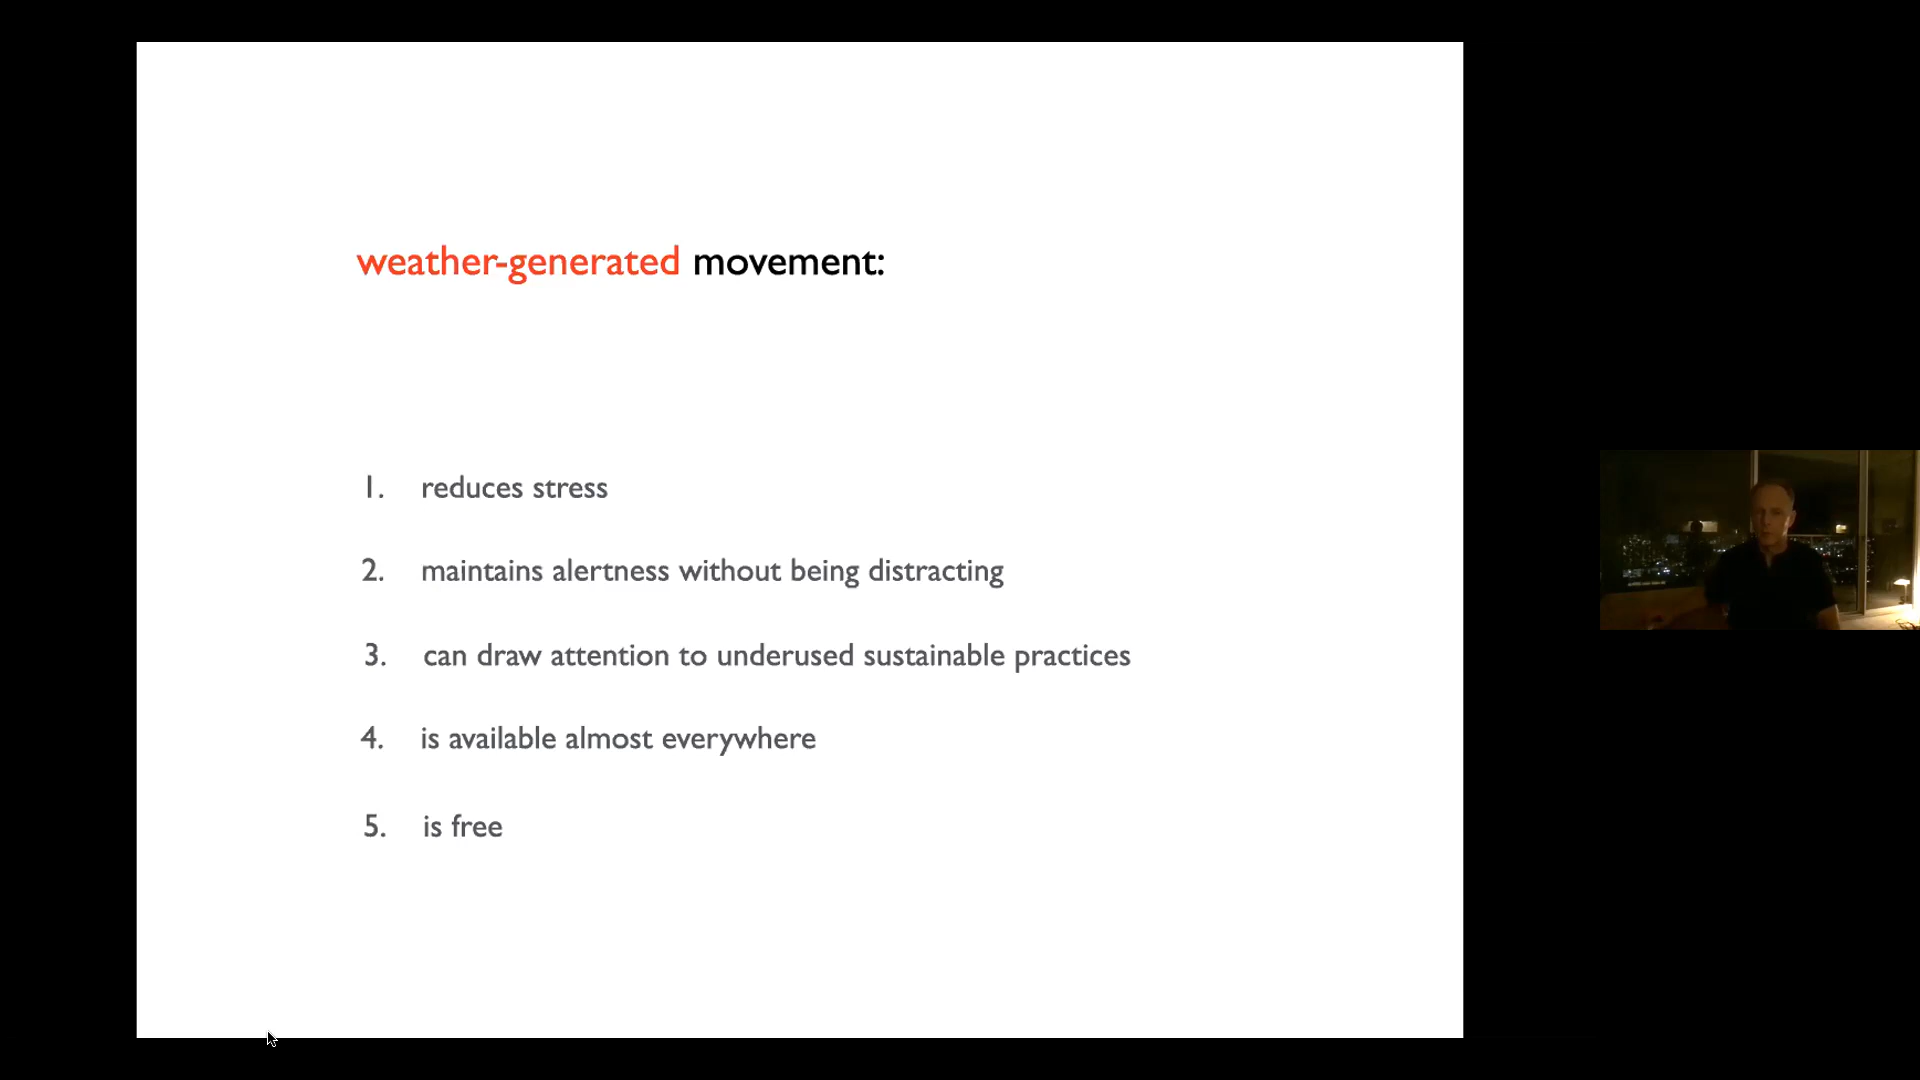 weather-generated movement:
1. reduces stress
2. maintains alertness without being distracting
3. can draw attention to underused sustainable practices
4. is available almost everywhere
5. is free